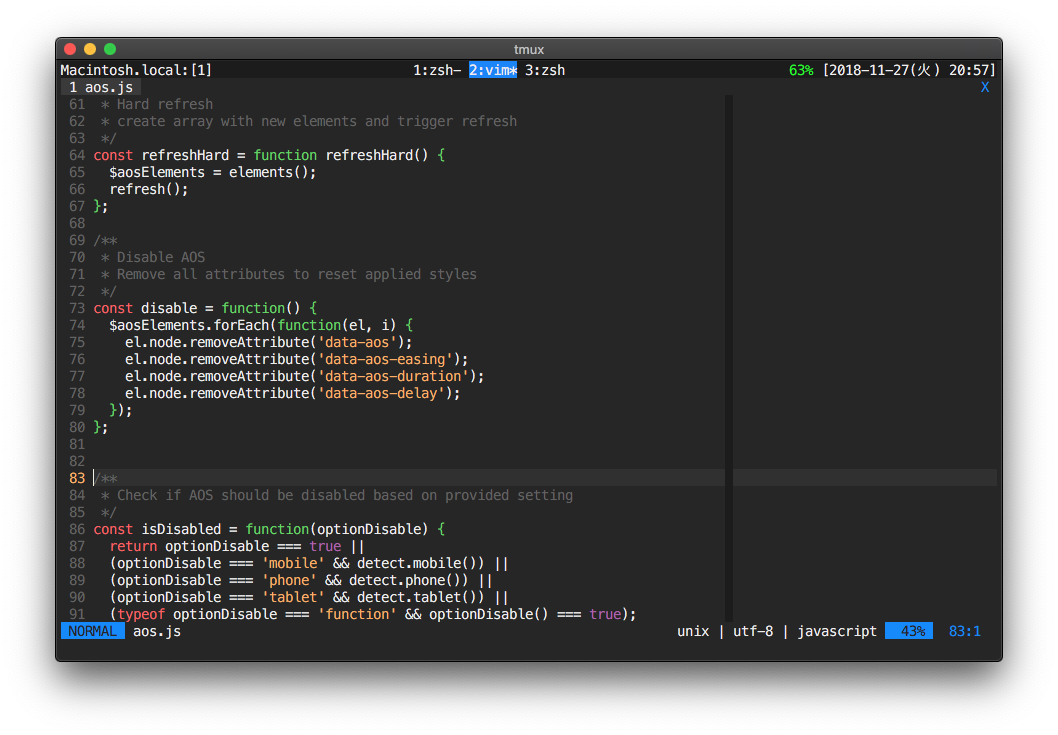 tmux
Macintosh.local:[1] 1:zsh- 2:vim* 3:zsh 63% [2018-11-27(火) 20:57]
1 aos.js X
61  * Hard refresh
62  * create array with new elements and trigger refresh
63  */
64 const refreshHard = function refreshHard() {
65   $aosElements = elements();
66   refresh();
67 };
68
69 /**
70  * Disable AOS
71  * Remove all attributes to reset applied styles
72  */
73 const disable = function() {
74   $aosElements.forEach(function(el, i) {
75     el.node.removeAttribute('data-aos');
76     el.node.removeAttribute('data-aos-easing');
77     el.node.removeAttribute('data-aos-duration');
78     el.node.removeAttribute('data-aos-delay');
79   });
80 };
81
82
83 /**
84  * Check if AOS should be disabled based on provided setting
85  */
86 const isDisabled = function(optionDisable) {
87   return optionDisable === true ||
88   (optionDisable === 'mobile' && detect.mobile()) ||
89   (optionDisable === 'phone' && detect.phone()) ||
90   (optionDisable === 'tablet' && detect.tablet()) ||
91   (typeof optionDisable === 'function' && optionDisable() === true);
NORMAL aos.js unix | utf-8 | javascript 43% 83:1